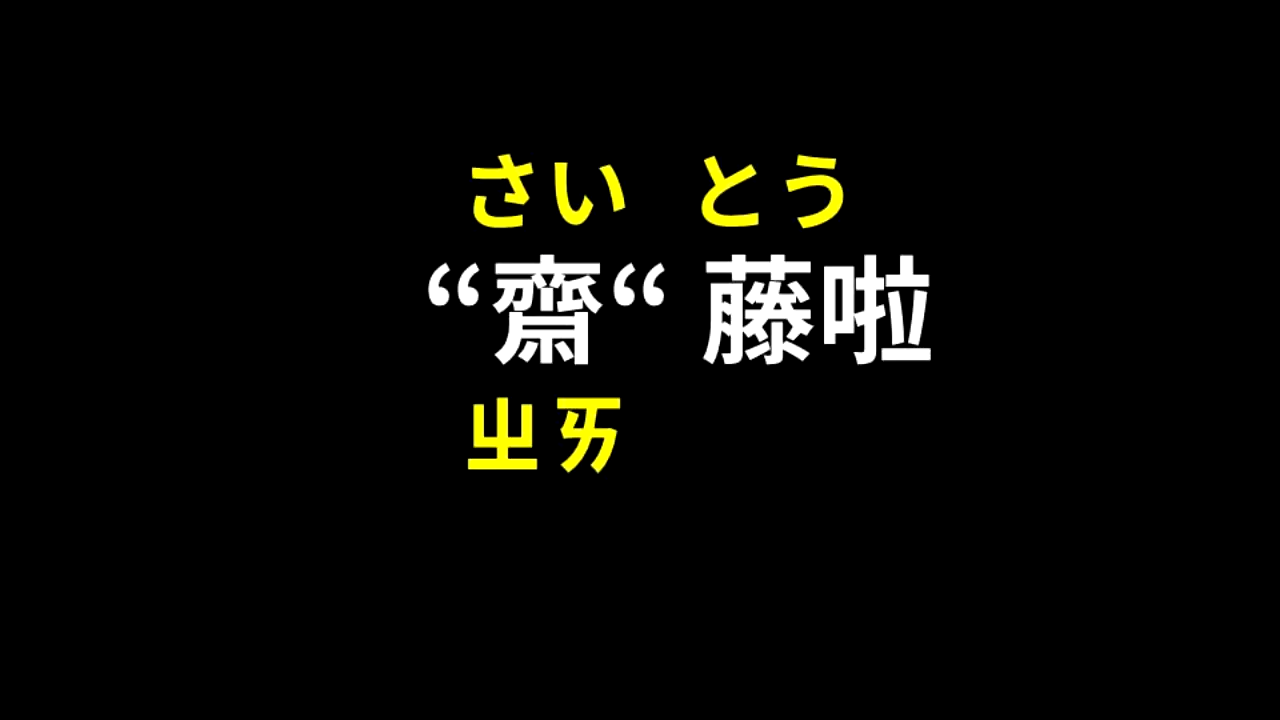 さい とう
“齋“ 藤啦
ㄓㄞ